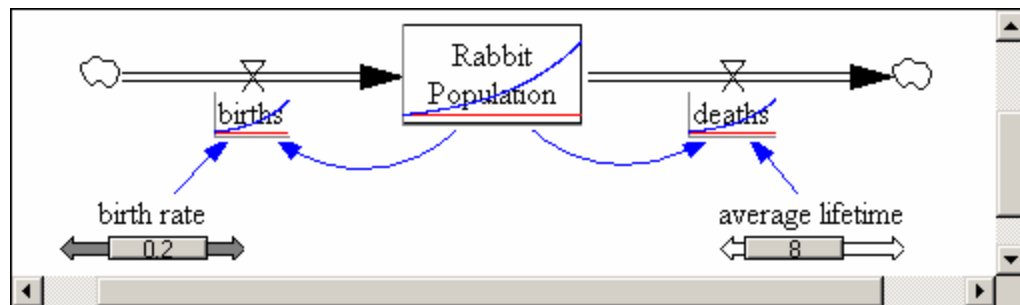 Rabbit
Population
births
deaths
birth rate
0.2
average lifetime
8